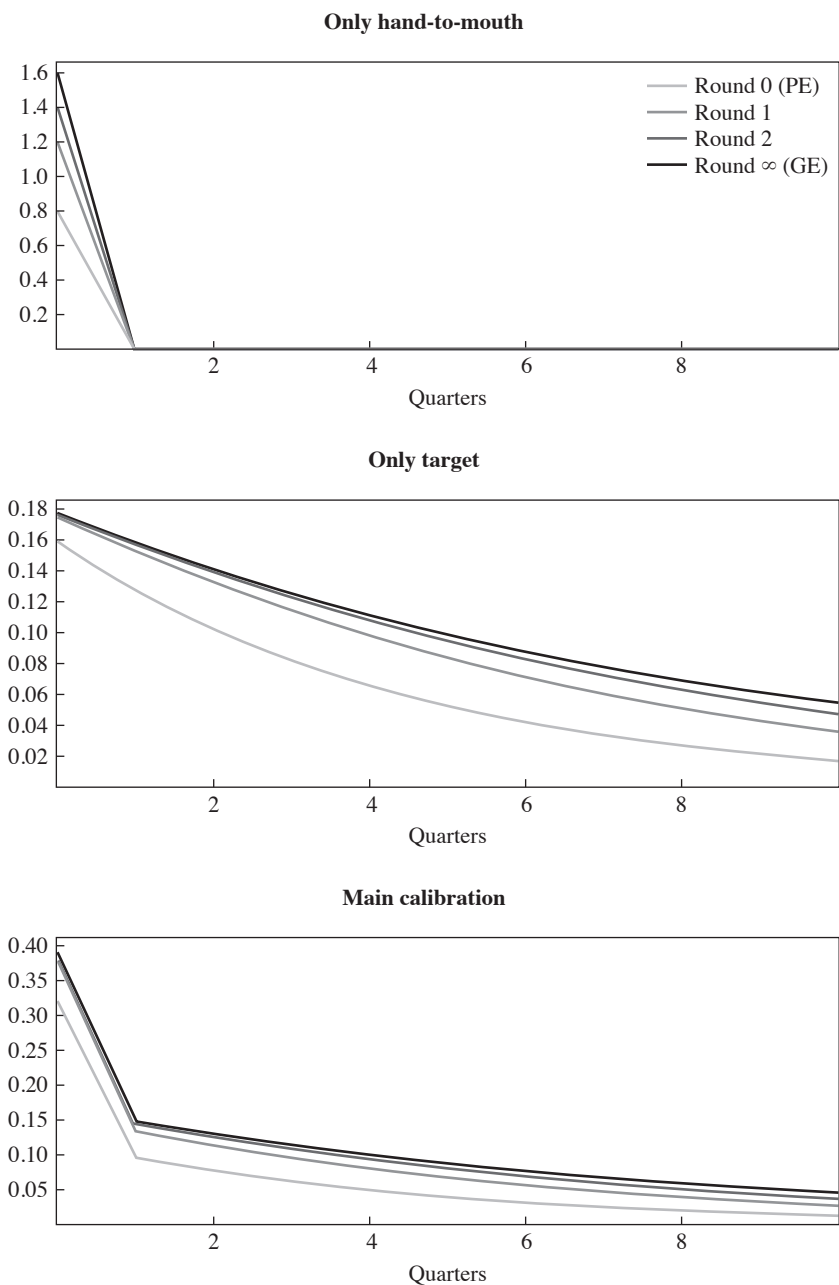 Only hand-to-mouth
1.6
1.4
1.2
1.0
0.8
0.6
0.4
0.2
Round 0 (PE)
Round 1
Round 2
Round ∞ (GE)
2 4 6 8
Quarters
Only target
0.18
0.16
0.14
0.12
0.10
0.08
0.06
0.04
0.02
2 4 6 8
Quarters
Main calibration
0.40
0.35
0.30
0.25
0.20
0.15
0.10
0.05
2 4 6 8
Quarters